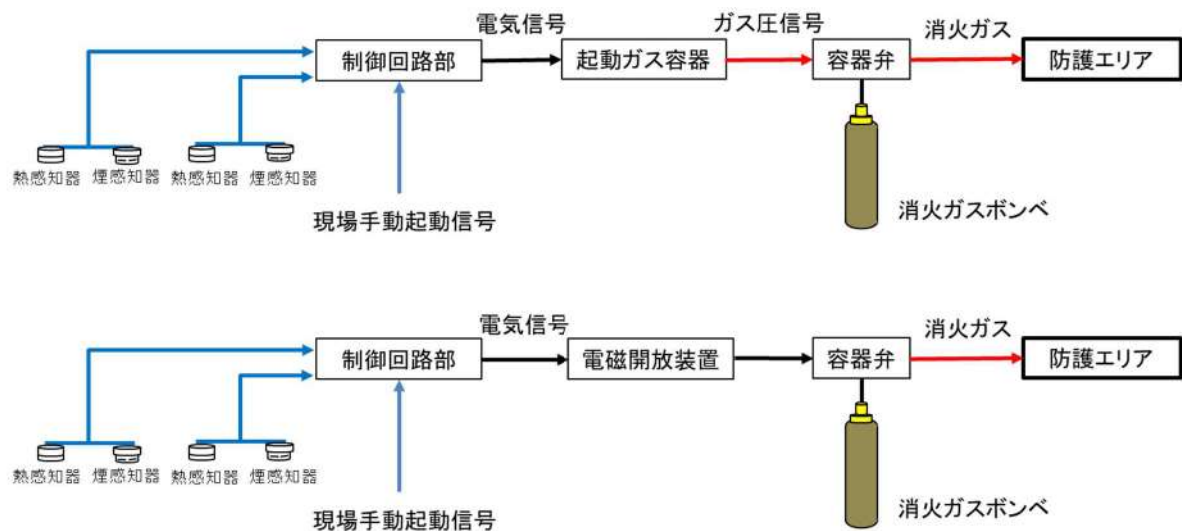 電気信号
ガス圧信号
消火ガス
制御回路部
起動ガス容器
容器弁
防護エリア
熱感知器
煙感知器
熱感知器
煙感知器
現場手動起動信号
消火ガスボンベ
電気信号
消火ガス
制御回路部
電磁開放装置
容器弁
防護エリア
熱感知器
煙感知器
熱感知器
煙感知器
現場手動起動信号
消火ガスボンベ